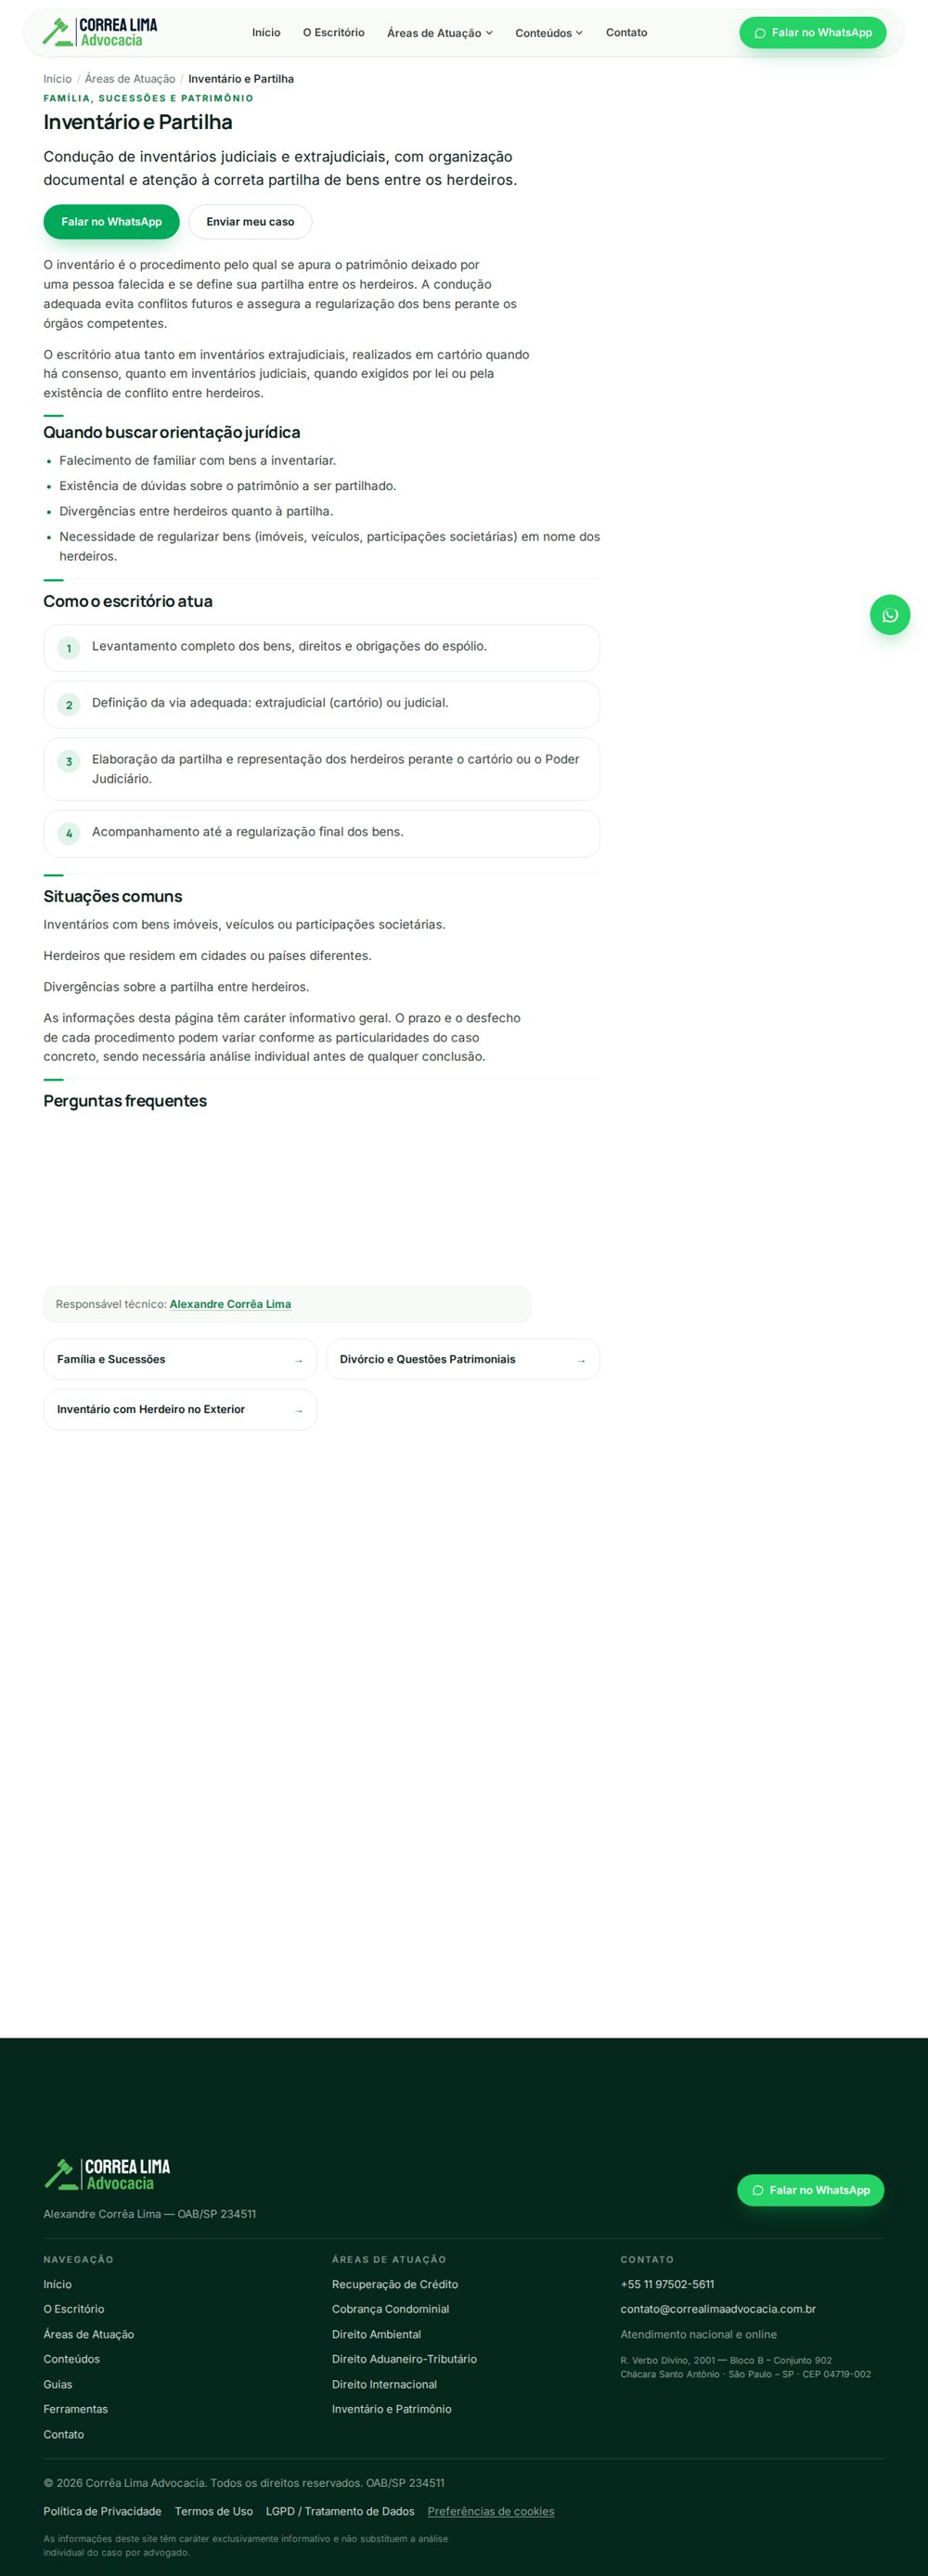 CORREA LIMA
Advocacia
Início
O Escritório
Áreas de Atuação
Conteúdos
Contato
Falar no WhatsApp
Início / Áreas de Atuação / Inventário e Partilha
FAMÍLIA, SUCESSÕES E PATRIMÔNIO
Inventário e Partilha
Condução de inventários judiciais e extrajudiciais, com organização
documental e atenção à correta partilha de bens entre os herdeiros.
Falar no WhatsApp
Enviar meu caso
O inventário é o procedimento pelo qual se apura o patrimônio deixado por
uma pessoa falecida e se define sua partilha entre os herdeiros. A condução
adequada evita conflitos futuros e assegura a regularização dos bens perante os
órgãos competentes.
O escritório atua tanto em inventários extrajudiciais, realizados em cartório quando
há consenso, quanto em inventários judiciais, quando exigidos por lei ou pela
existência de conflito entre herdeiros.
Quando buscar orientação jurídica
• Falecimento de familiar com bens a inventariar.
• Existência de dúvidas sobre o patrimônio a ser partilhado.
• Divergências entre herdeiros quanto à partilha.
• Necessidade de regularizar bens (imóveis, veículos, participações societárias) em nome dos
herdeiros.
Como o escritório atua
1 Levantamento completo dos bens, direitos e obrigações do espólio.
2 Definição da via adequada: extrajudicial (cartório) ou judicial.
3 Elaboração da partilha e representação dos herdeiros perante o cartório ou o Poder
Judiciário.
4 Acompanhamento até a regularização final dos bens.
Situações comuns
Inventários com bens imóveis, veículos ou participações societárias.
Herdeiros que residem em cidades ou países diferentes.
Divergências sobre a partilha entre herdeiros.
As informações desta página têm caráter informativo geral. O prazo e o desfecho
de cada procedimento podem variar conforme as particularidades do caso
concreto, sendo necessária análise individual antes de qualquer conclusão.
Perguntas frequentes
Responsável técnico: Alexandre Corrêa Lima
Família e Sucessões →
Divórcio e Questões Patrimoniais →
Inventário com Herdeiro no Exterior →
CORREA LIMA
Advocacia
Alexandre Corrêa Lima — OAB/SP 234511
Falar no WhatsApp
NAVEGAÇÃO
Início
O Escritório
Áreas de Atuação
Conteúdos
Guias
Ferramentas
Contato
ÁREAS DE ATUAÇÃO
Recuperação de Crédito
Cobrança Condominial
Direito Ambiental
Direito Aduaneiro-Tributário
Direito Internacional
Inventário e Patrimônio
CONTATO
+55 11 97502-5611
contato@correalimaadvocacia.com.br
Atendimento nacional e online
R. Verbo Divino, 2001 — Bloco B – Conjunto 902
Chácara Santo Antônio · São Paulo – SP · CEP 04719-002
© 2026 Corrêa Lima Advocacia. Todos os direitos reservados. OAB/SP 234511
Política de Privacidade
Termos de Uso
LGPD / Tratamento de Dados
Preferências de cookies
As informações deste site têm caráter exclusivamente informativo e não substituem a análise
individual do caso por advogado.